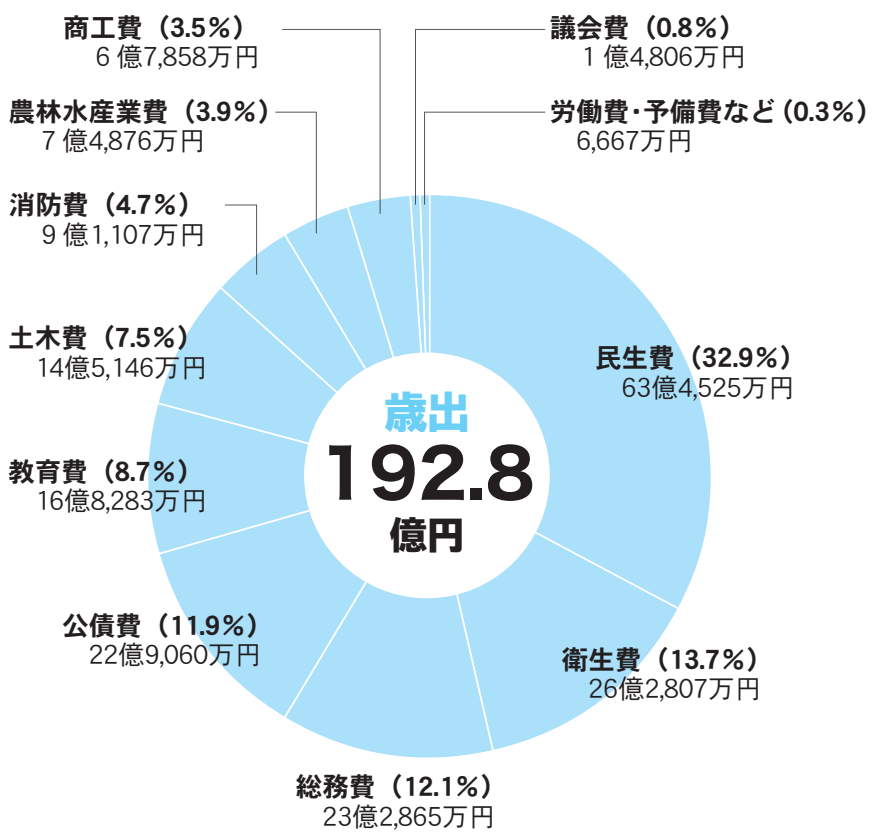 商工費（3.5%）
6億7,858万円
議会費（0.8%）
1億4,806万円
農林水産業費（3.9%）
7億4,876万円
労働費・予備費など（0.3%）
6,667万円
消防費（4.7%）
9億1,107万円
土木費（7.5%）
14億5,146万円
民生費（32.9%）
63億4,525万円
歳出
192.8
億円
教育費（8.7%）
16億8,283万円
公債費（11.9%）
22億9,060万円
衛生費（13.7%）
26億2,807万円
総務費（12.1%）
23億2,865万円